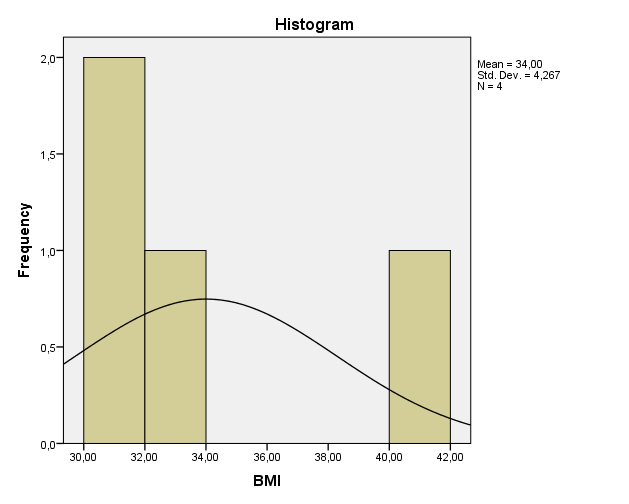 Histogram
Mean = 34,00
Std. Dev. = 4,267
N = 4
Frequency
2,0
1,5
1,0
0,5
0,0
30,00 32,00 34,00 36,00 38,00 40,00 42,00
BMI